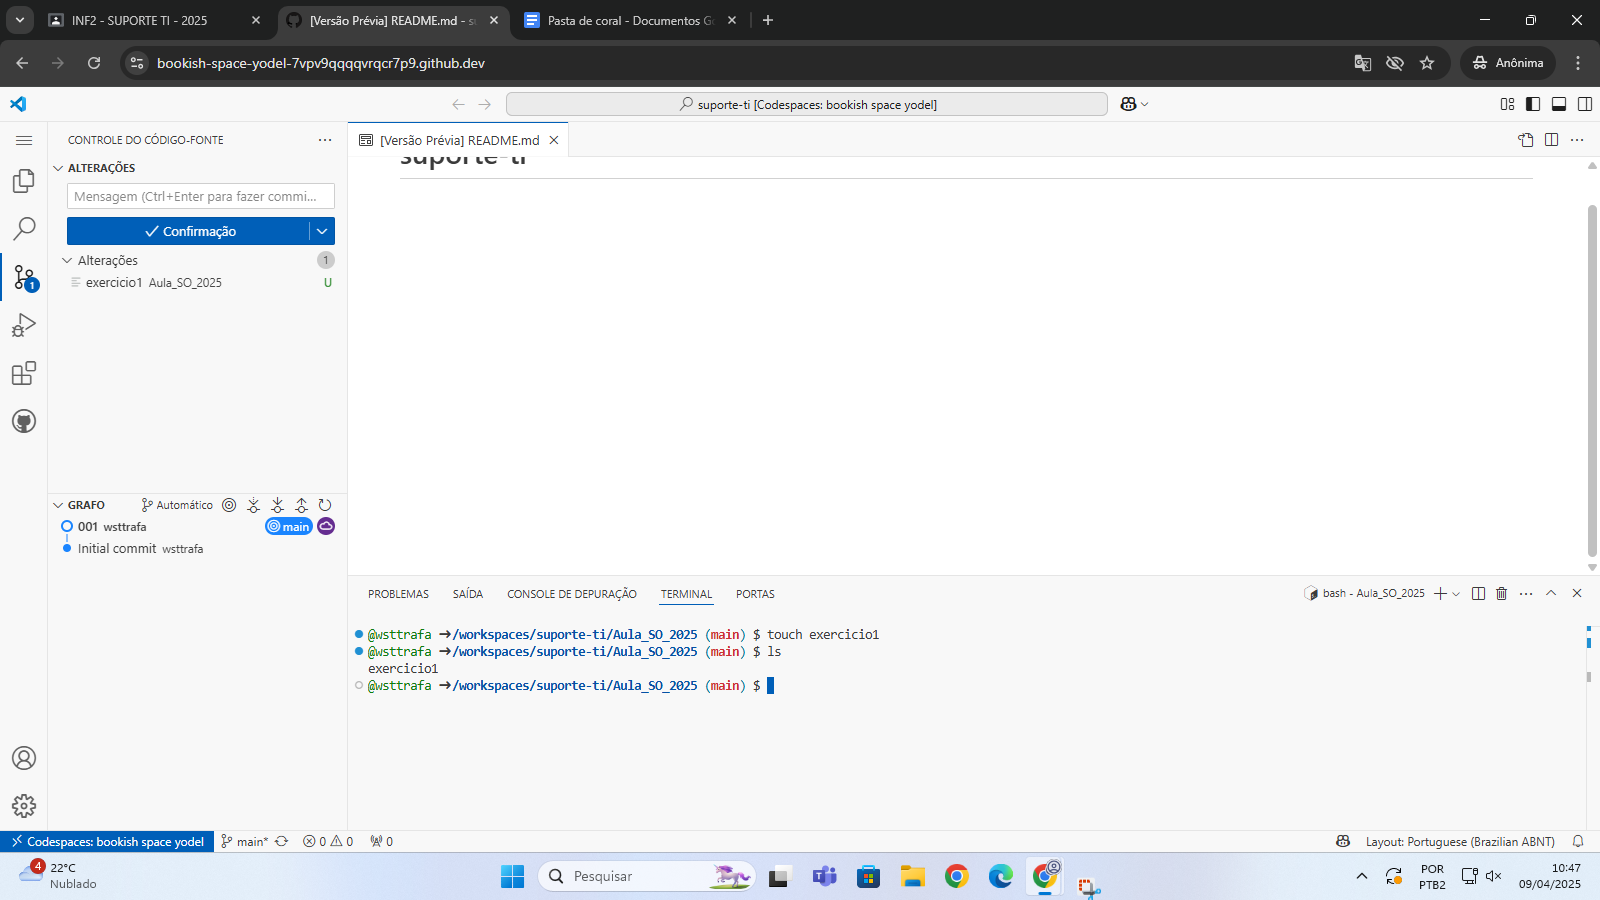 INF2 - SUPORTE TI - 2025
[Versão Prévia] README.md - su
Pasta de coral - Documentos Go
bookish-space-yodel-7vpv9qqqqvrqcr7p9.github.dev
Anônima
suporte-ti [Codespaces: bookish space yodel]
CONTROLE DO CÓDIGO-FONTE
[Versão Prévia] README.md
ALTERAÇÕES
suporte-ti
Mensagem (Ctrl+Enter para fazer commi...
Confirmação
Alterações 1
exercicio1 Aula_SO_2025 U
1
GRAFO Automático
001 wsttrafa main
Initial commit wsttrafa
PROBLEMAS SAÍDA CONSOLE DE DEPURAÇÃO TERMINAL PORTAS
bash - Aula_SO_2025
@wsttrafa ➜/workspaces/suporte-ti/Aula_SO_2025 (main) $ touch exercicio1
@wsttrafa ➜/workspaces/suporte-ti/Aula_SO_2025 (main) $ ls
exercicio1
@wsttrafa ➜/workspaces/suporte-ti/Aula_SO_2025 (main) $
Codespaces: bookish space yodel main* 0 0 0
Layout: Portuguese (Brazilian ABNT)
4
22°C
Nublado
Pesquisar
POR
PTB2
10:47
09/04/2025